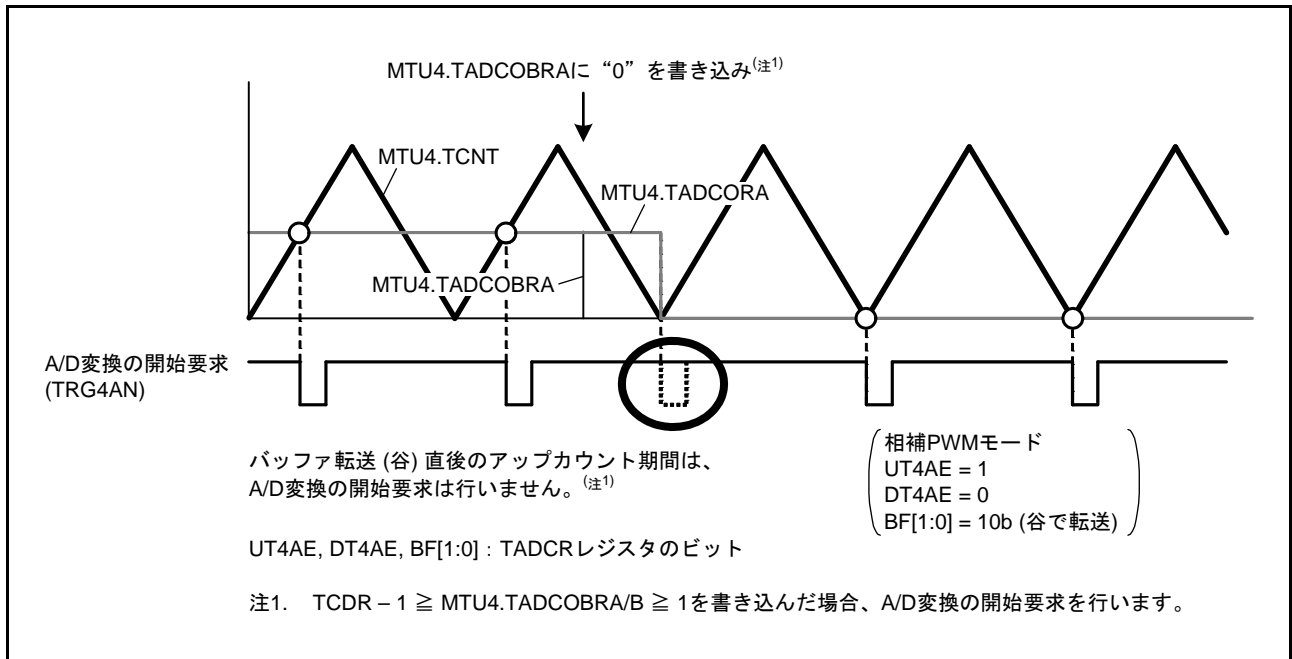 MTU4.TADCOBRAに“0”を書き込み(注1)
MTU4.TCNT
MTU4.TADCORA
MTU4.TADCOBRA
A/D変換の開始要求
(TRG4AN)
バッファ転送 (谷) 直後のアップカウント期間は、
A/D変換の開始要求は行いません。(注1)
相補PWMモード
UT4AE = 1
DT4AE = 0
BF[1:0] = 10b (谷で転送)
UT4AE, DT4AE, BF[1:0] : TADCRレジスタのビット
注1. TCDR – 1 ≧ MTU4.TADCOBRA/B ≧ 1を書き込んだ場合、A/D変換の開始要求を行います。